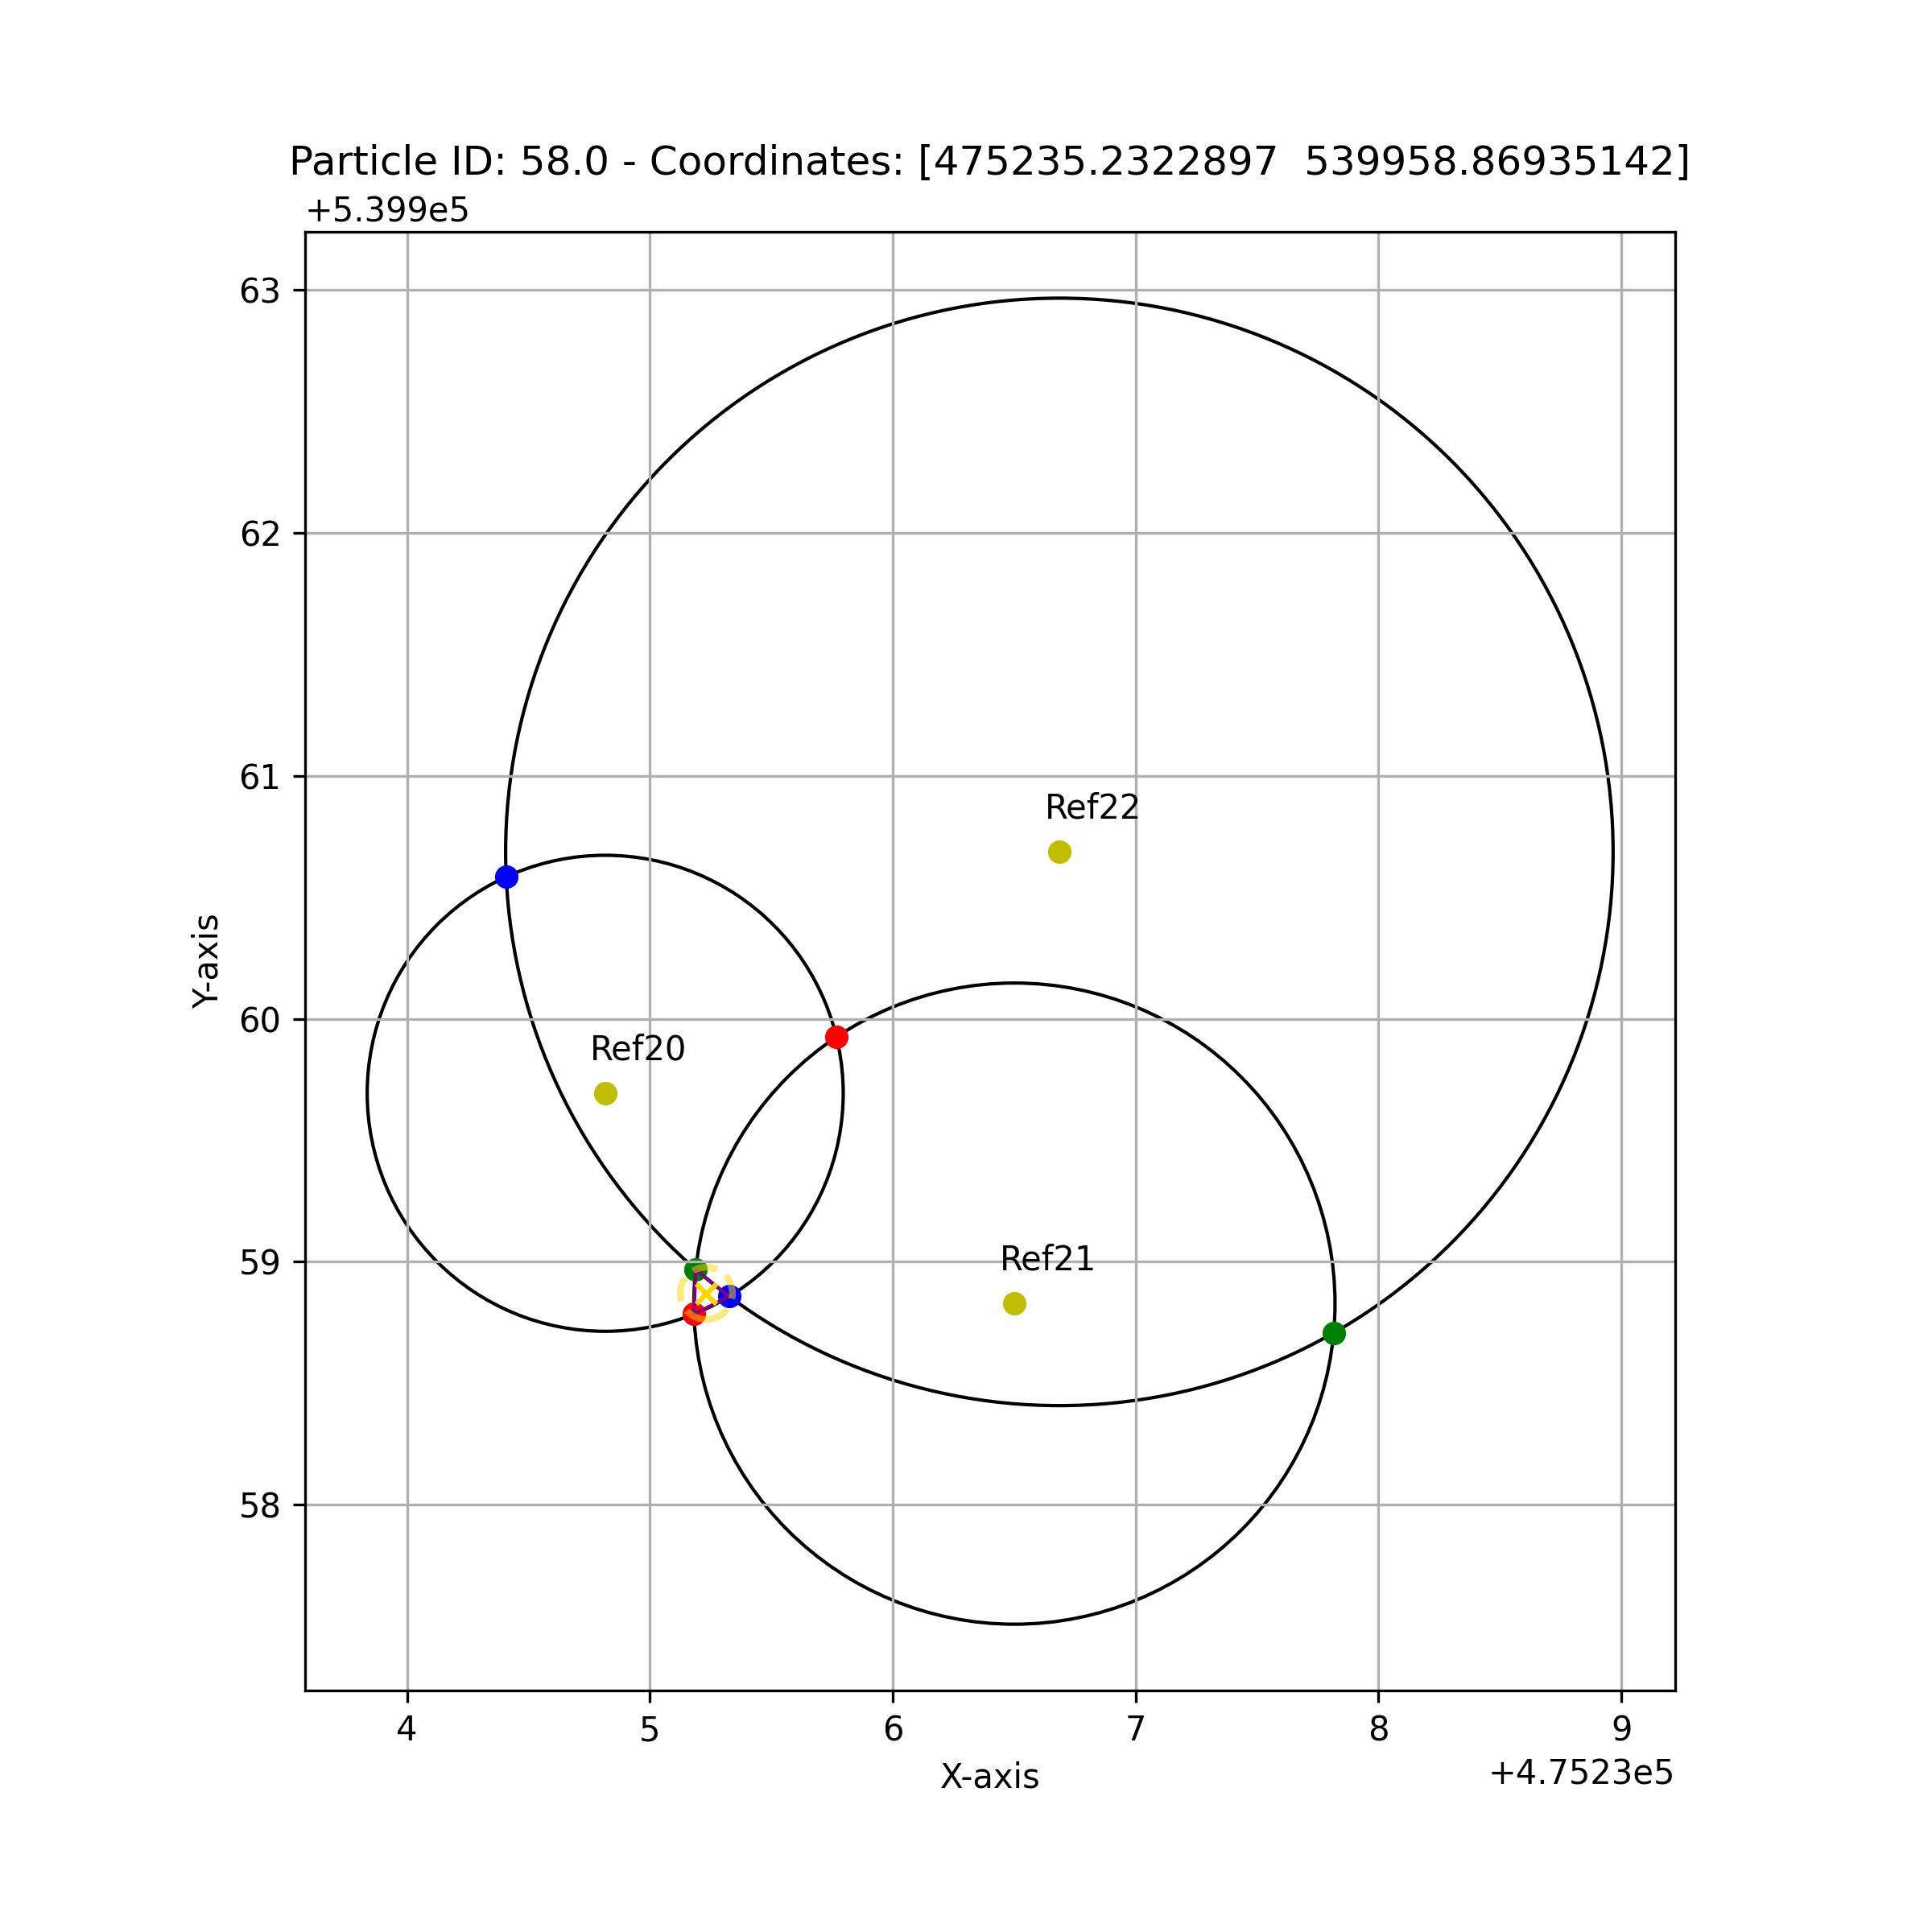 Particle ID: 58.0 - Coordinates: [475235.2322897  539958.86935142]
+5.399e5
63
62
61
60
59
58
Y-axis
Ref22
Ref20
Ref21
4 5 6 7 8 9
X-axis
+4.7523e5